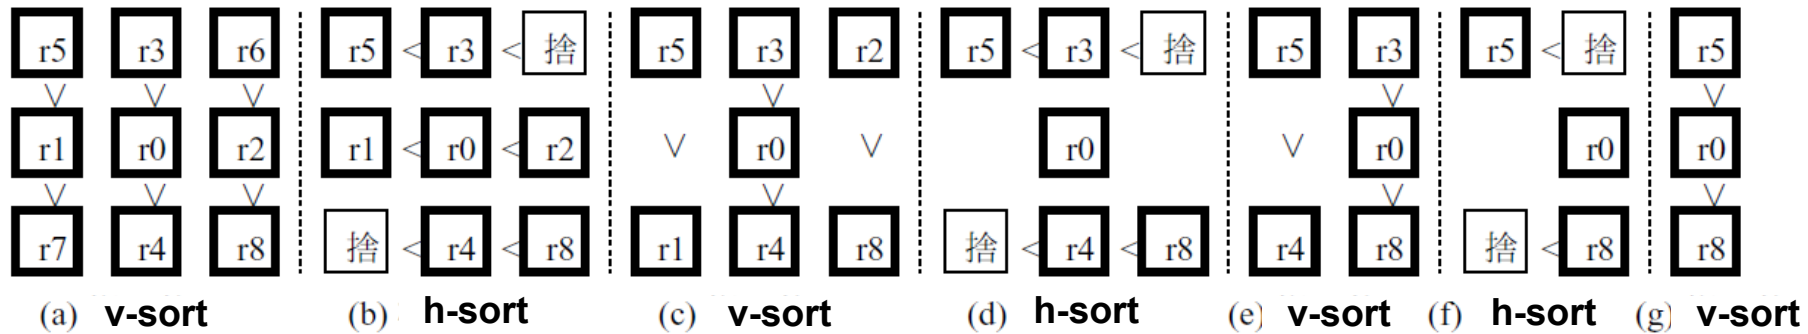 r5 r3 r6 r5 < r3 < 捨 r5 r3 r2 r5 < r3 < 捨 r5 r3 r5 < 捨 r5
∨ ∨ ∨ ∨ ∨ ∨
r1 r0 r2 r1 < r0 < r2 ∨ r0 ∨ r0 ∨ r0 r0 r0
∨ ∨ ∨ ∨ ∨ ∨
r7 r4 r8 捨 < r4 < r8 r1 r4 r8 捨 < r4 < r8 r4 r8 捨 < r8 r8
(a) v-sort (b) h-sort (c) v-sort (d) h-sort (e) v-sort (f) h-sort (g) v-sort